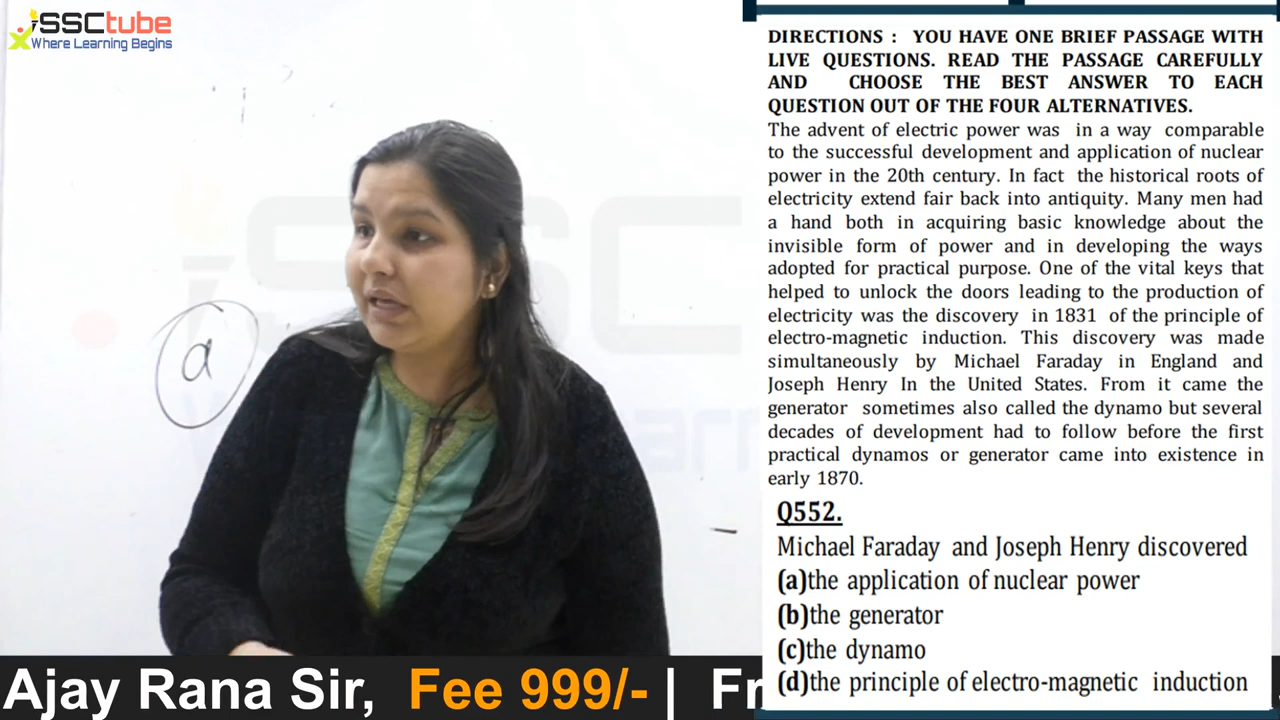 SSCtube
Where Learning Begins
DIRECTIONS : YOU HAVE ONE BRIEF PASSAGE WITH
LIVE QUESTIONS. READ THE PASSAGE CAREFULLY
AND CHOOSE THE BEST ANSWER TO EACH
QUESTION OUT OF THE FOUR ALTERNATIVES.
The advent of electric power was in a way comparable
to the successful development and application of nuclear
power in the 20th century. In fact the historical roots of
electricity extend fair back into antiquity. Many men had
a hand both in acquiring basic knowledge about the
invisible form of power and in developing the ways
adopted for practical purpose. One of the vital keys that
helped to unlock the doors leading to the production of
electricity was the discovery in 1831 of the principle of
electro-magnetic induction. This discovery was made
simultaneously by Michael Faraday in England and
Joseph Henry In the United States. From it came the
generator sometimes also called the dynamo but several
decades of development had to follow before the first
practical dynamos or generator came into existence in
early 1870.
Q552.
Michael Faraday and Joseph Henry discovered
(a)the application of nuclear power
(b)the generator
(c)the dynamo
(d)the principle of electro-magnetic induction
a
Ajay Rana Sir, Fee 999/- |